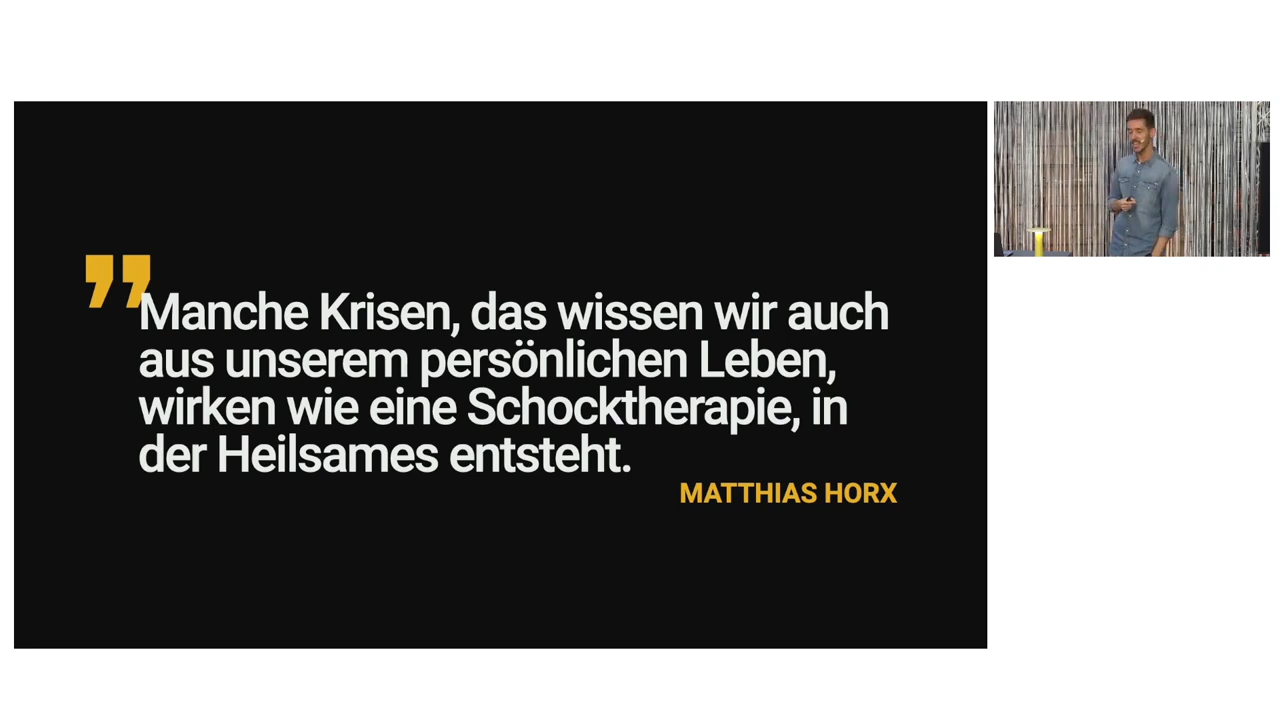 ”
Manche Krisen, das wissen wir auch
aus unserem persönlichen Leben,
wirken wie eine Schocktherapie, in
der Heilsames entsteht.
MATTHIAS HORX